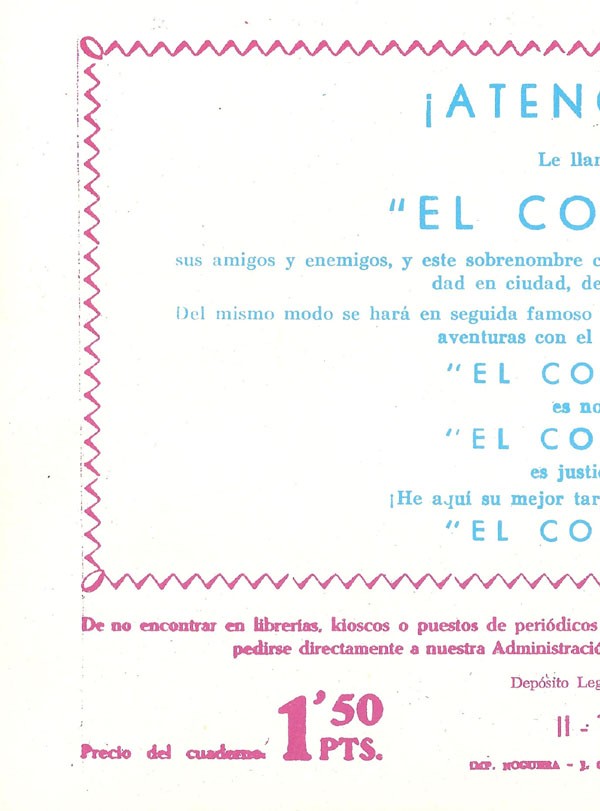 ¡ATENC
Le llam
"EL CO
sus amigos y enemigos, y este sobrenombre c
dad en ciudad, de
Del mismo modo se hará en seguida famoso
aventuras con el
"EL CO
es no
"EL CO
es justic
¡He aquí su mejor tar
"EL CO
De no encontrar en librerías, kioscos o puestos de periódicos
pedirse directamente a nuestra Administració
Depósito Leg
II -
Precio del cuaderno: 1'50 PTS.
IMP. NOGUERA - J.